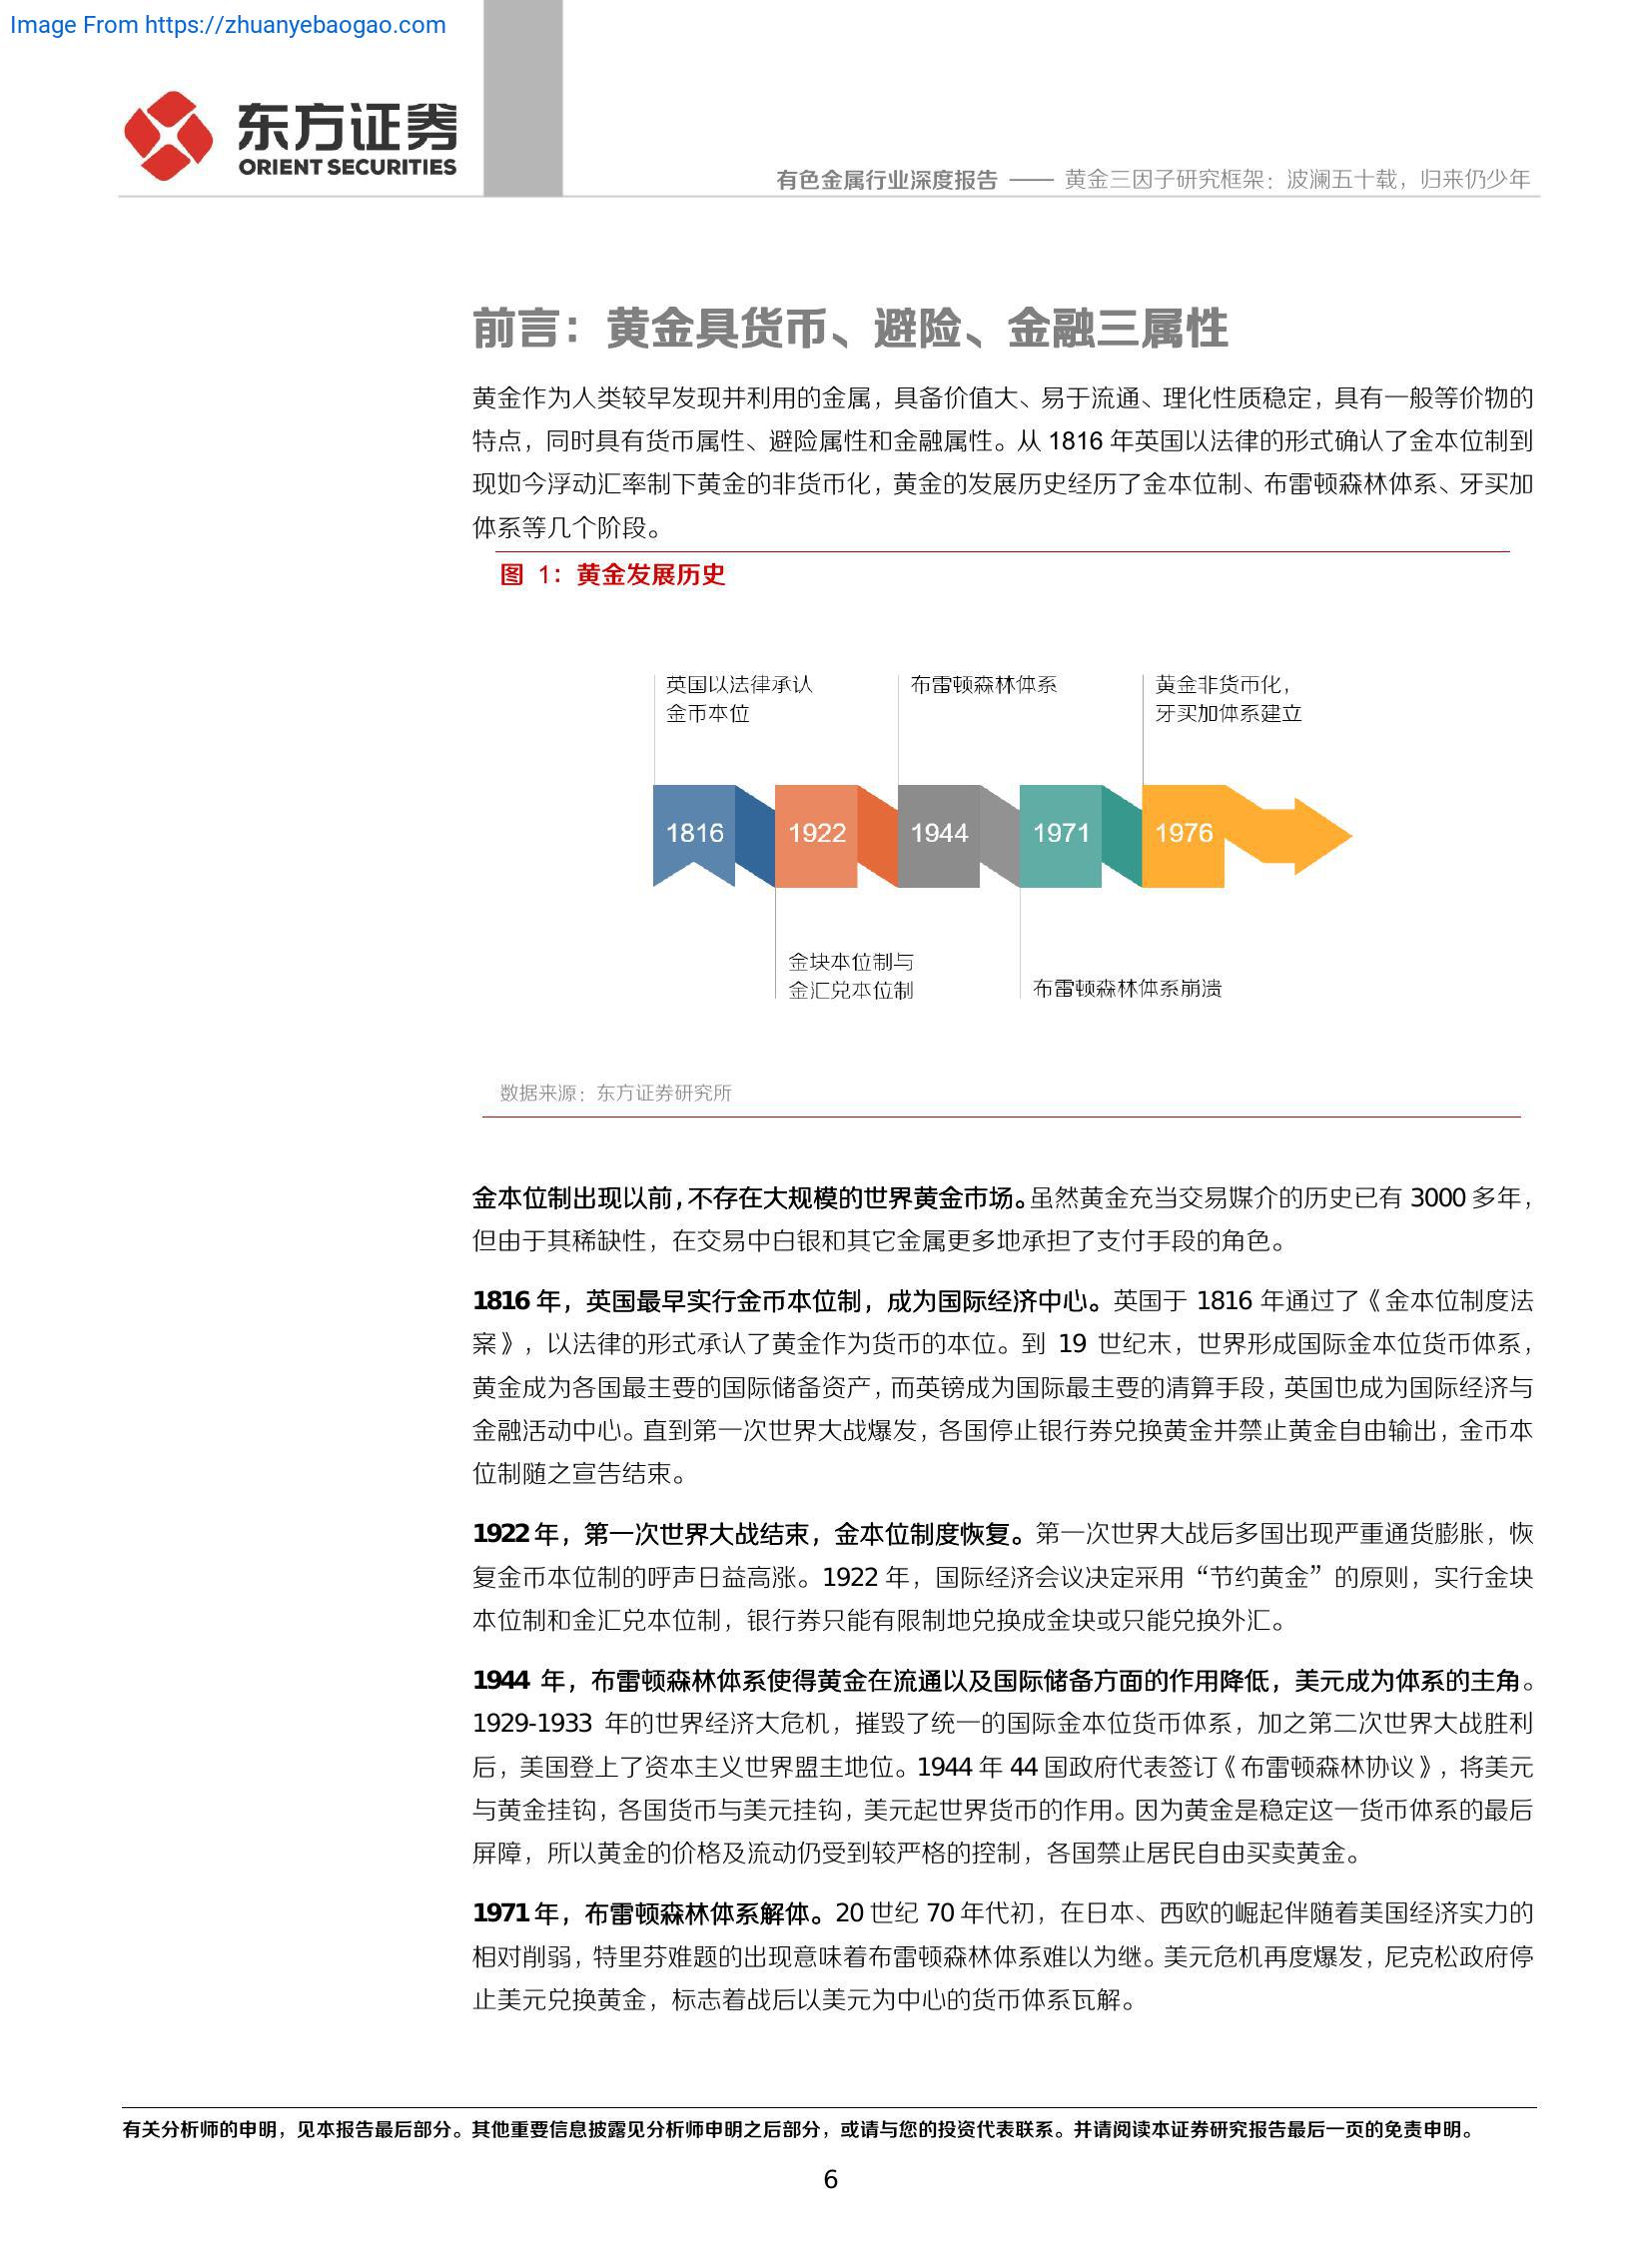 Image From https://zhuanyebaogao.com
东方证券
ORIENT SECURITIES
有色金属行业深度报告 —— 黄金三因子研究框架：波澜五十载，归来仍少年
前言：黄金具货币、避险、金融三属性
黄金作为人类较早发现并利用的金属，具备价值大、易于流通、理化性质稳定，具有一般等价物的
特点，同时具有货币属性、避险属性和金融属性。从 1816 年英国以法律的形式确认了金本位制到
现如今浮动汇率制下黄金的非货币化，黄金的发展历史经历了金本位制、布雷顿森林体系、牙买加
体系等几个阶段。
图 1：黄金发展历史
英国以法律承认
金币本位
布雷顿森林体系
黄金非货币化，
牙买加体系建立
1816
1922
1944
1971
1976
金块本位制与
金汇兑本位制
布雷顿森林体系崩溃
数据来源：东方证券研究所
金本位制出现以前，不存在大规模的世界黄金市场。虽然黄金充当交易媒介的历史已有 3000 多年，
但由于其稀缺性，在交易中白银和其它金属更多地承担了支付手段的角色。
1816 年，英国最早实行金币本位制，成为国际经济中心。英国于 1816 年通过了《金本位制度法
案》，以法律的形式承认了黄金作为货币的本位。到 19 世纪末，世界形成国际金本位货币体系，
黄金成为各国最主要的国际储备资产，而英镑成为国际最主要的清算手段，英国也成为国际经济与
金融活动中心。直到第一次世界大战爆发，各国停止银行券兑换黄金并禁止黄金自由输出，金币本
位制随之宣告结束。
1922 年，第一次世界大战结束，金本位制度恢复。第一次世界大战后多国出现严重通货膨胀，恢
复金币本位制的呼声日益高涨。1922 年，国际经济会议决定采用“节约黄金”的原则，实行金块
本位制和金汇兑本位制，银行券只能有限制地兑换成金块或只能兑换外汇。
1944 年，布雷顿森林体系使得黄金在流通以及国际储备方面的作用降低，美元成为体系的主角。
1929-1933 年的世界经济大危机，摧毁了统一的国际金本位货币体系，加之第二次世界大战胜利
后，美国登上了资本主义世界盟主地位。1944 年 44 国政府代表签订《布雷顿森林协议》，将美元
与黄金挂钩，各国货币与美元挂钩，美元起世界货币的作用。因为黄金是稳定这一货币体系的最后
屏障，所以黄金的价格及流动仍受到较严格的控制，各国禁止居民自由买卖黄金。
1971 年，布雷顿森林体系解体。20 世纪 70 年代初，在日本、西欧的崛起伴随着美国经济实力的
相对削弱，特里芬难题的出现意味着布雷顿森林体系难以为继。美元危机再度爆发，尼克松政府停
止美元兑换黄金，标志着战后以美元为中心的货币体系瓦解。
有关分析师的申明，见本报告最后部分。其他重要信息披露见分析师申明之后部分，或请与您的投资代表联系。并请阅读本证券研究报告最后一页的免责申明。
6